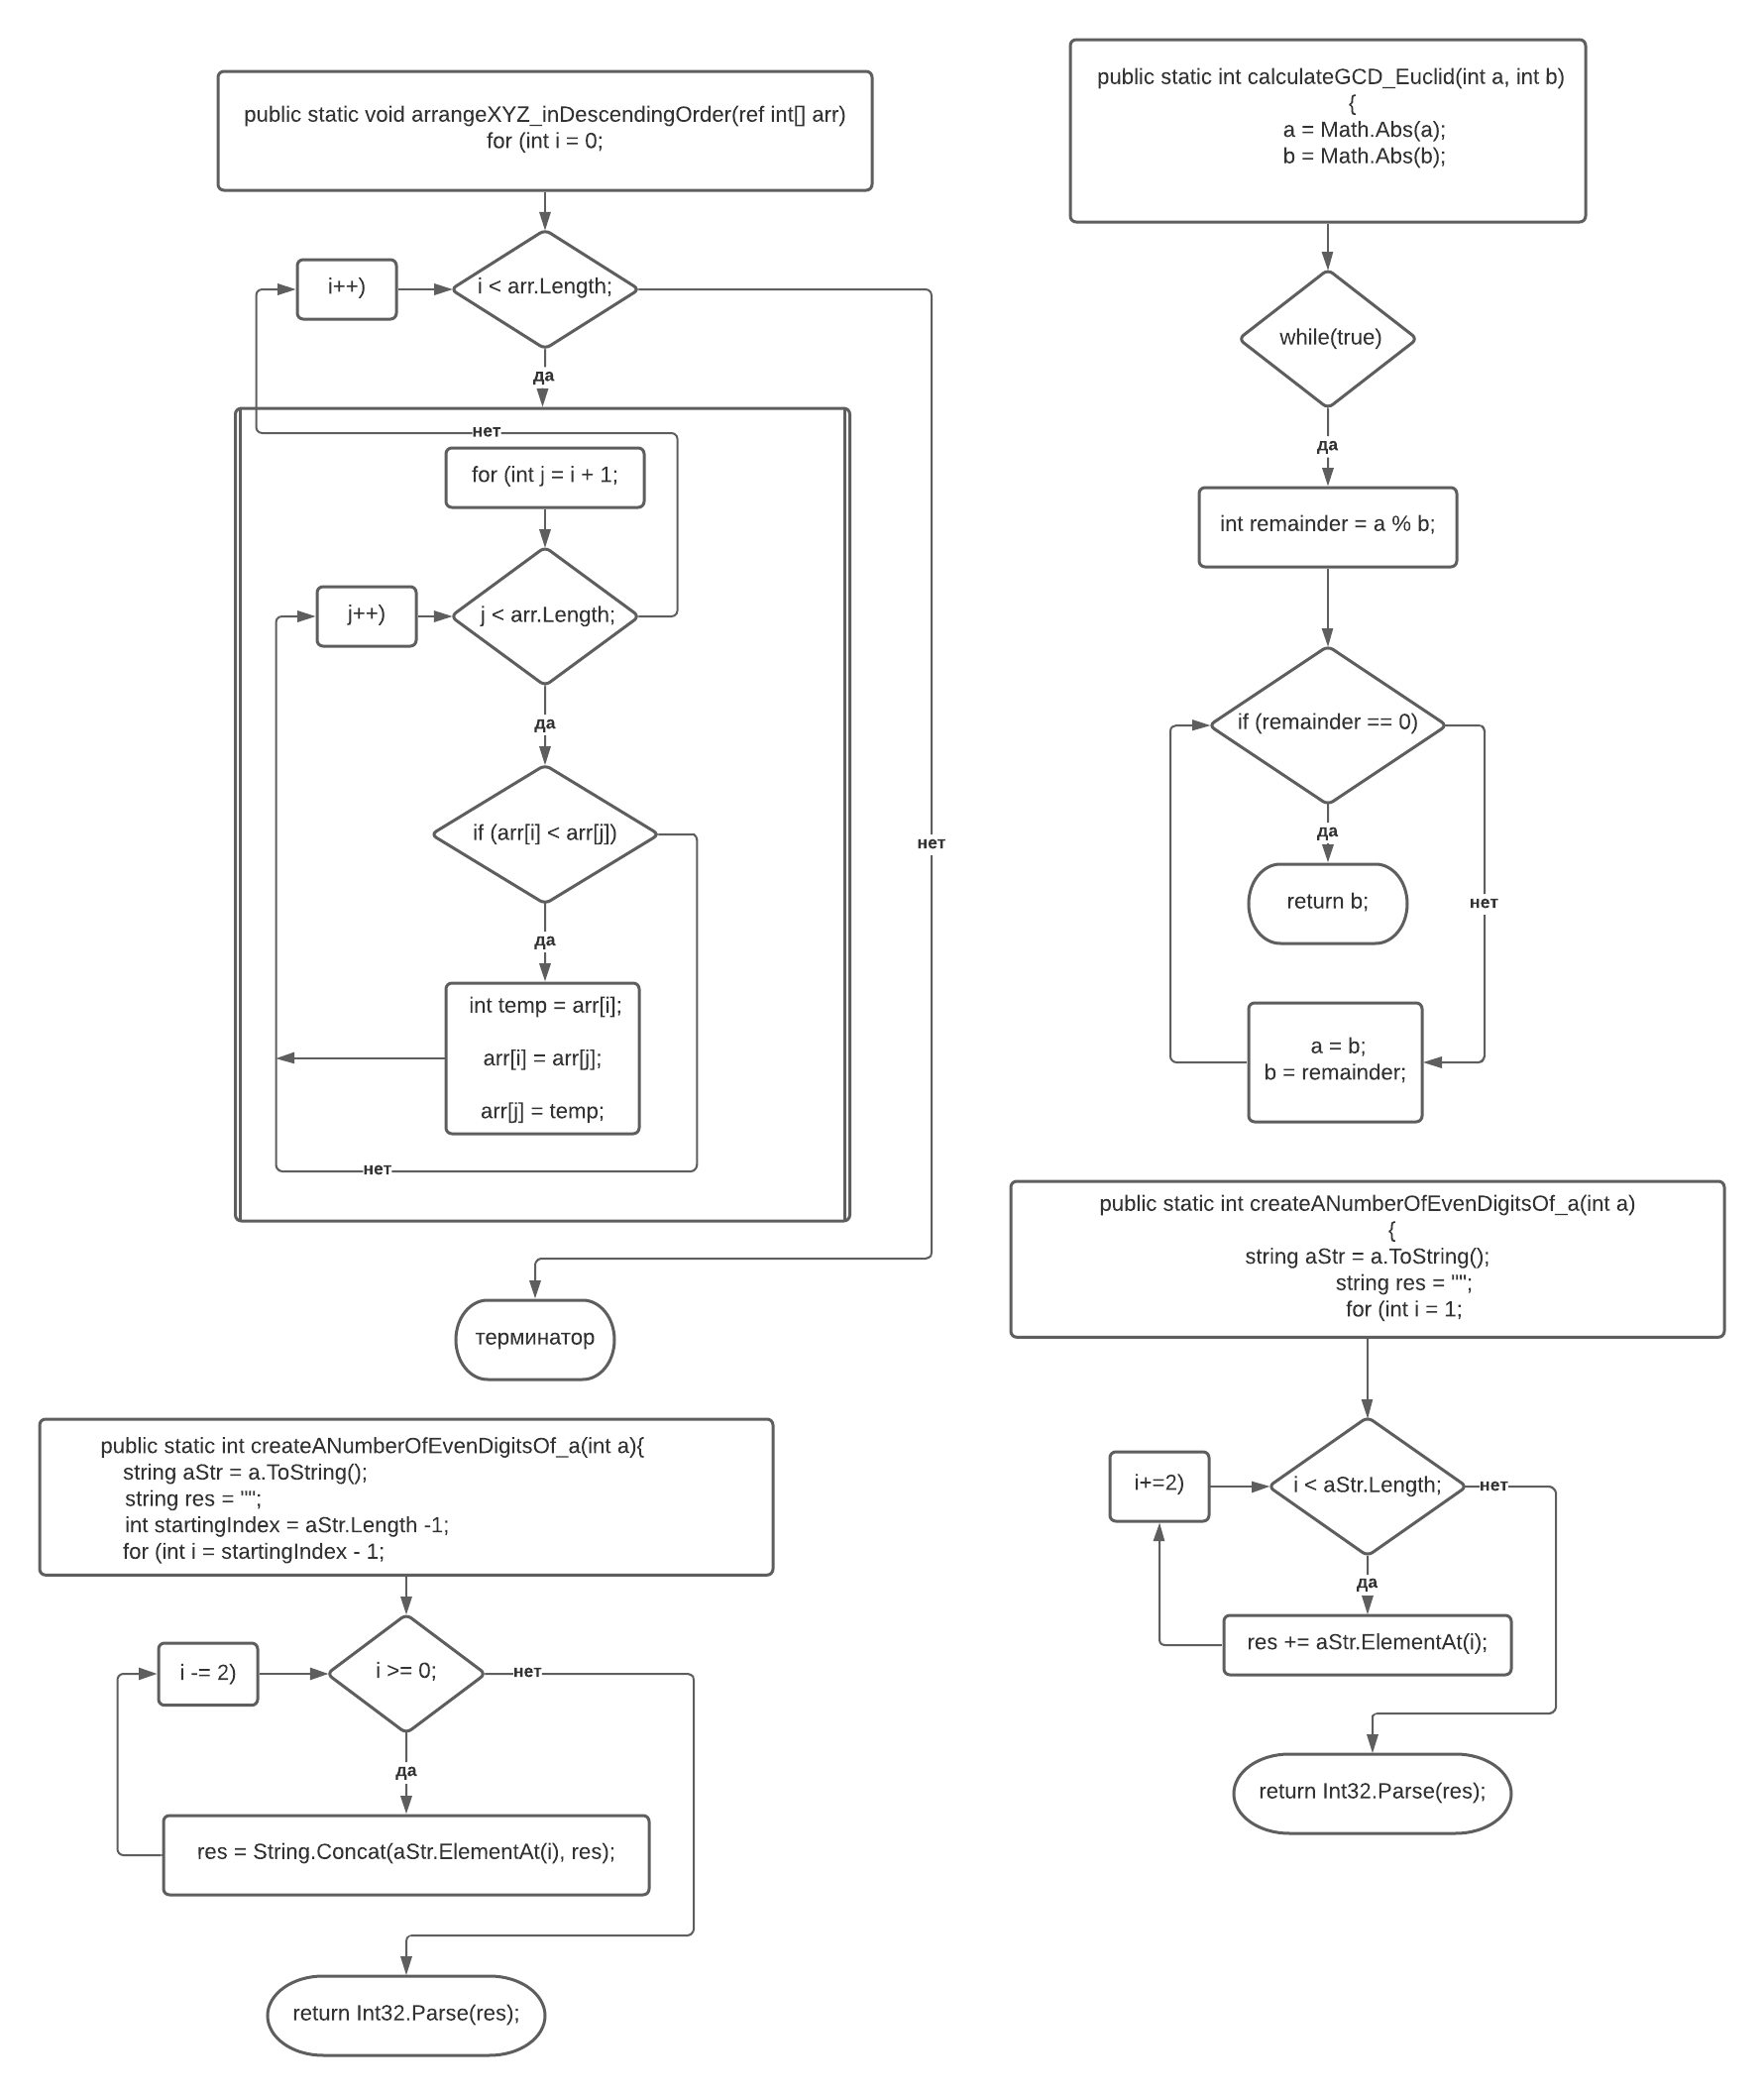 public static void arrangeXYZ_inDescendingOrder(ref int[] arr)
for (int i = 0;
i++)
i < arr.Length;
да
нет
for (int j = i + 1;
j++)
j < arr.Length;
да
if (arr[i] < arr[j])
нет
да
int temp = arr[i];
arr[i] = arr[j];
arr[j] = temp;
нет
терминатор
public static int calculateGCD_Euclid(int a, int b)
{
a = Math.Abs(a);
b = Math.Abs(b);
while(true)
да
int remainder = a % b;
if (remainder == 0)
да
return b;
нет
a = b;
b = remainder;
public static int createANumberOfEvenDigitsOf_a(int a)
{
string aStr = a.ToString();
string res = "";
for (int i = 1;
i+=2)
i < aStr.Length;
нет
да
res += aStr.ElementAt(i);
return Int32.Parse(res);
public static int createANumberOfEvenDigitsOf_a(int a){
string aStr = a.ToString();
string res = "";
int startingIndex = aStr.Length -1;
for (int i = startingIndex - 1;
i -= 2)
i >= 0;
нет
да
res = String.Concat(aStr.ElementAt(i), res);
return Int32.Parse(res);